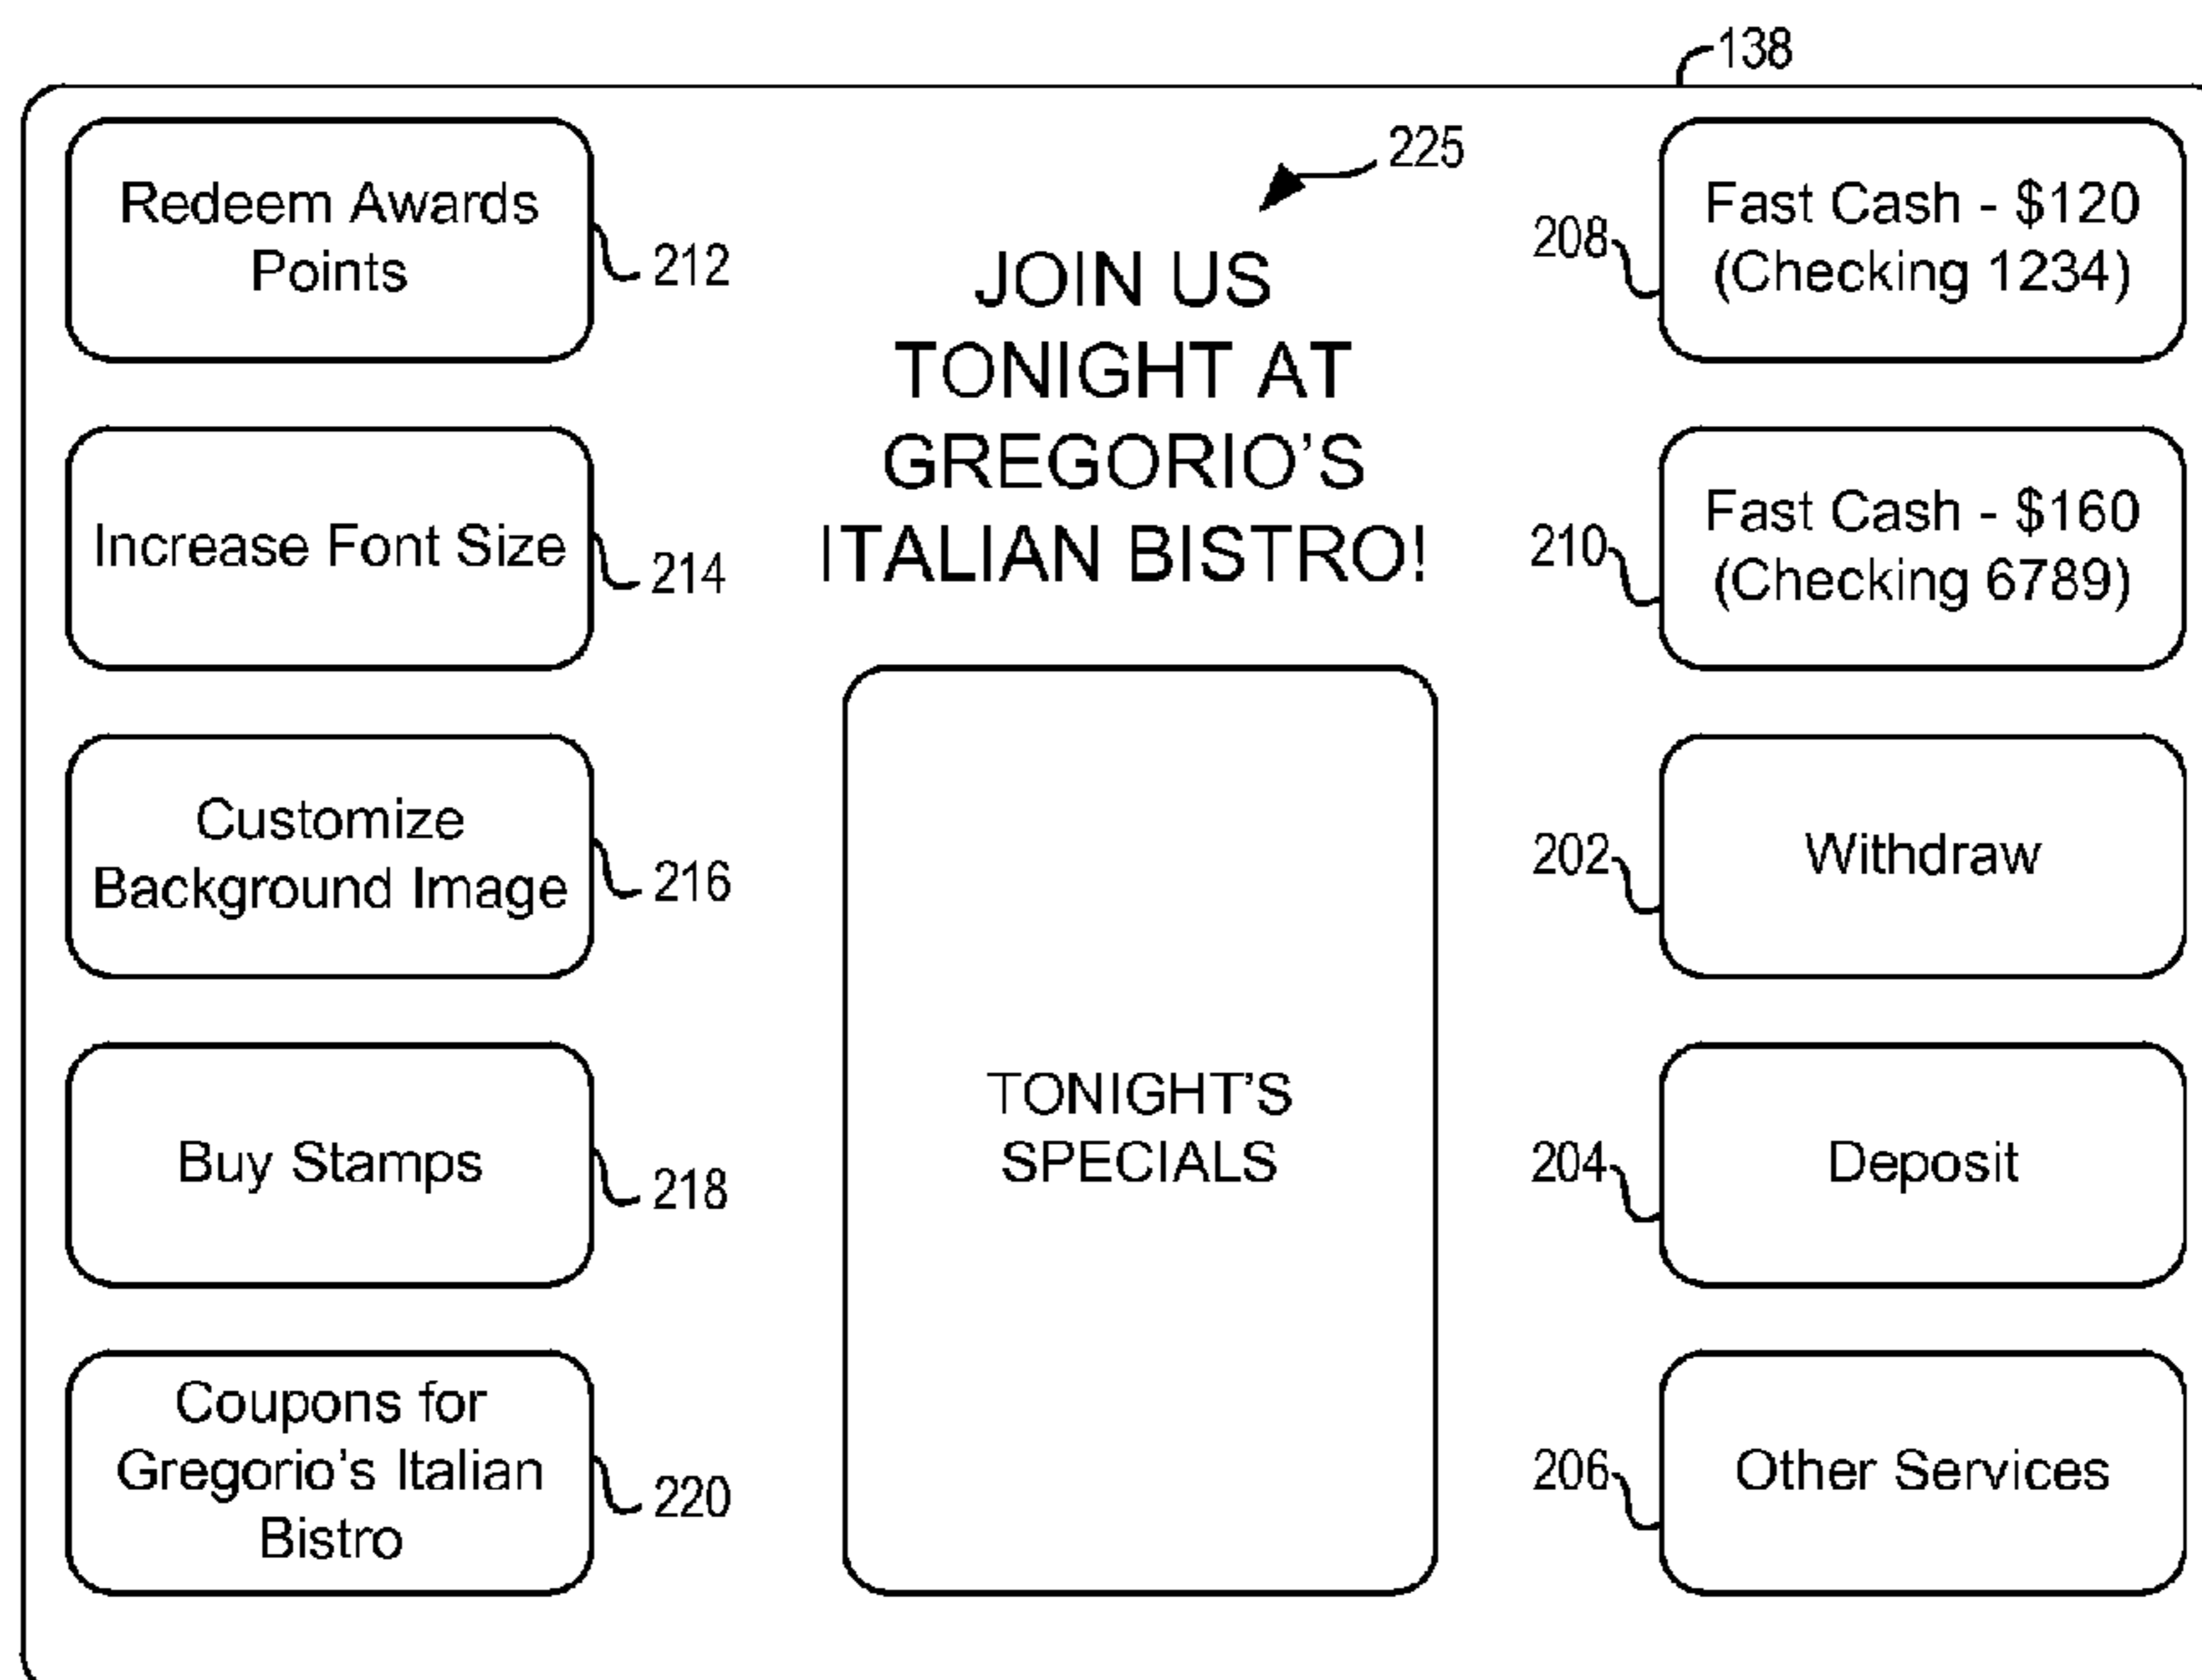 138
Redeem Awards
Points
212
Increase Font Size
214
Customize
Background Image
216
Buy Stamps
218
Coupons for
Gregorio's Italian
Bistro
220
225
JOIN US
TONIGHT AT
GREGORIO'S
ITALIAN BISTRO!
TONIGHT'S
SPECIALS
208
Fast Cash - $120
(Checking 1234)
210
Fast Cash - $160
(Checking 6789)
202
Withdraw
204
Deposit
206
Other Services